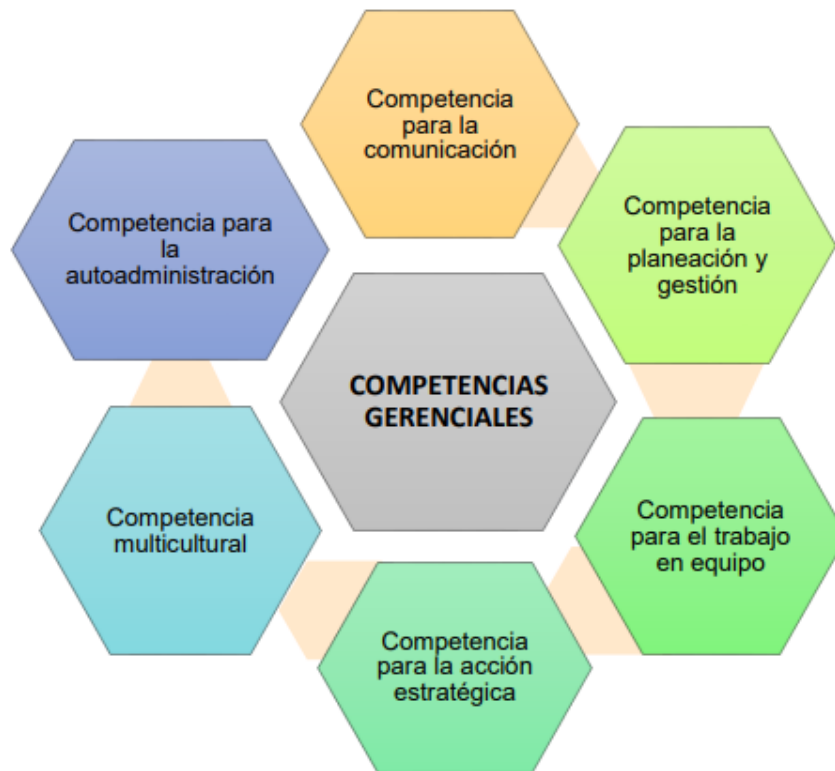 Competencia
para la
comunicación
Competencia
para la
planeación y
gestión
Competencia
para el trabajo
en equipo
Competencia
para la acción
estratégica
Competencia
multicultural
Competencia para
la
autoadministración
COMPETENCIAS
GERENCIALES